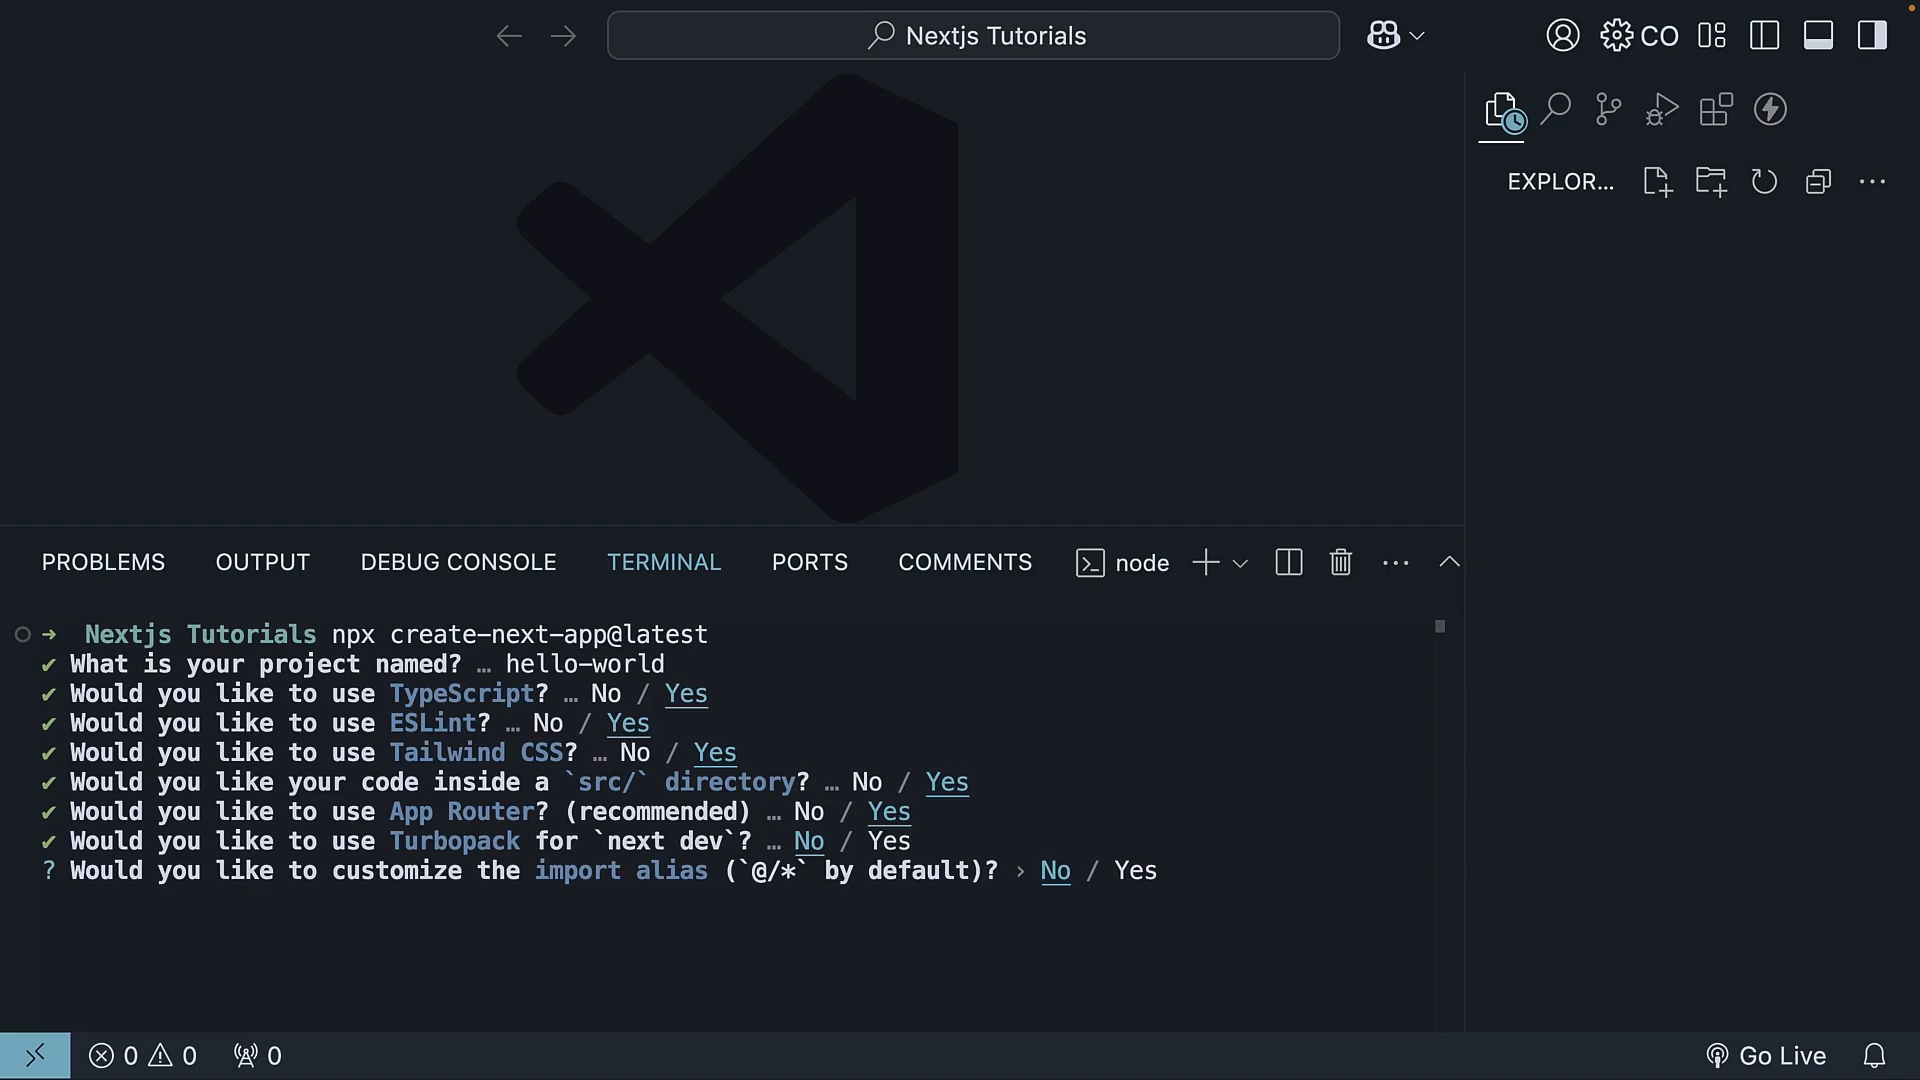 Nextjs Tutorials
CO
EXPLOR...
PROBLEMS OUTPUT DEBUG CONSOLE TERMINAL PORTS COMMENTS node
→ Nextjs Tutorials npx create-next-app@latest
✔ What is your project named? … hello-world
✔ Would you like to use TypeScript? … No / Yes
✔ Would you like to use ESLint? … No / Yes
✔ Would you like to use Tailwind CSS? … No / Yes
✔ Would you like your code inside a `src/` directory? … No / Yes
✔ Would you like to use App Router? (recommended) … No / Yes
✔ Would you like to use Turbopack for `next dev`? … No / Yes
? Would you like to customize the import alias (`@/*` by default)? › No / Yes
0 0 0 Go Live